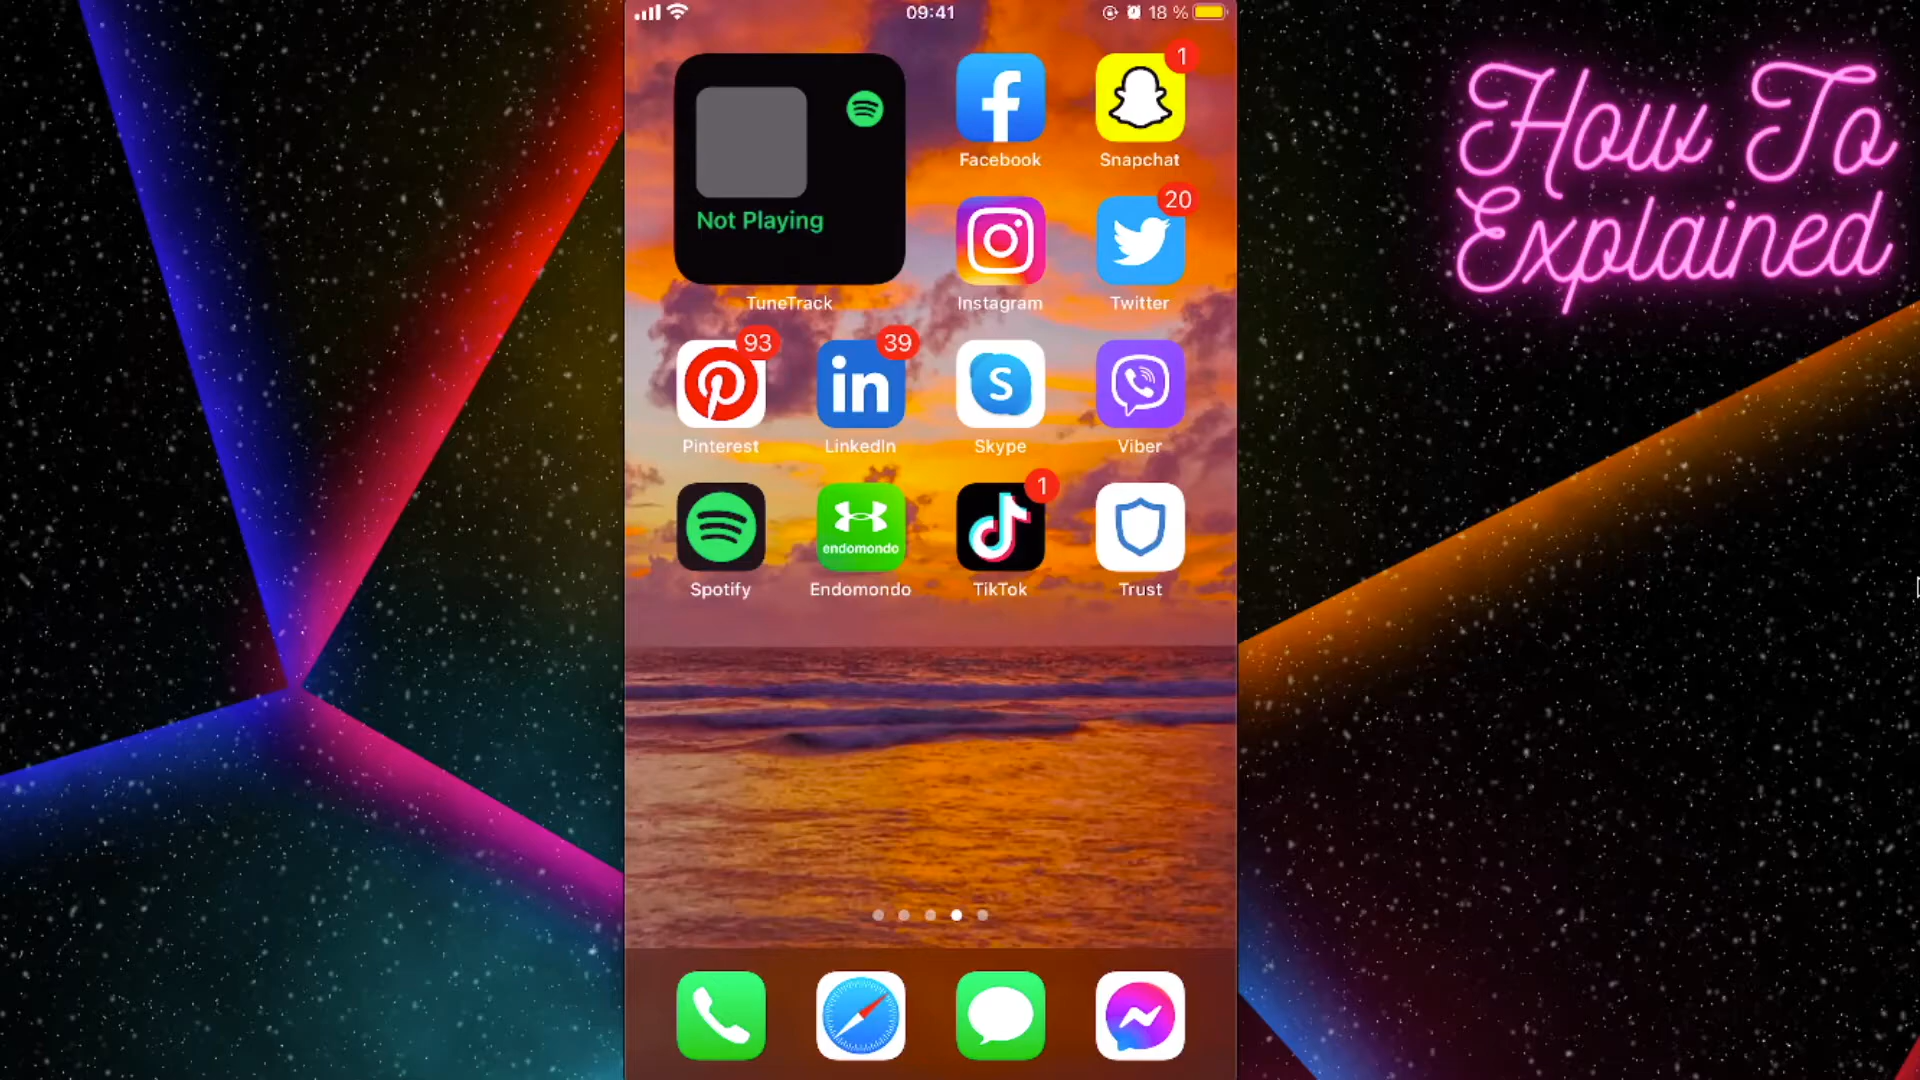 09:41
18 %
How To
Explained
1
Facebook
Snapchat
Not Playing
20
TuneTrack
Instagram
Twitter
93
39
in
S
Pinterest
LinkedIn
Skype
Viber
1
endomondo
Spotify
Endomondo
TikTok
Trust